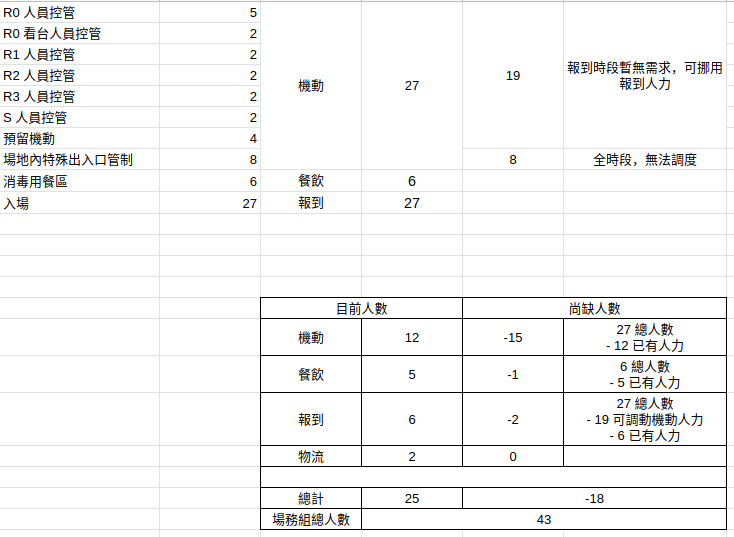 R0 人員控管 5
R0 看台人員控管 2
R1 人員控管 2
R2 人員控管 2
R3 人員控管 2
S 人員控管 2
預留機動 4
場地內特殊出入口管制 8
機動 27
19
報到時段暫無需求，可挪用
報到人力
8 全時段，無法調度
消毒用餐區 6 餐飲 6
入場 27 報到 27
目前人數 尚缺人數
機動 12 -15
27 總人數
- 12 已有人力
餐飲 5 -1
6 總人數
- 5 已有人力
報到 6 -2
27 總人數
- 19 可調動機動人力
- 6 已有人力
物流 2 0
總計 25 -18
場務組總人數 43